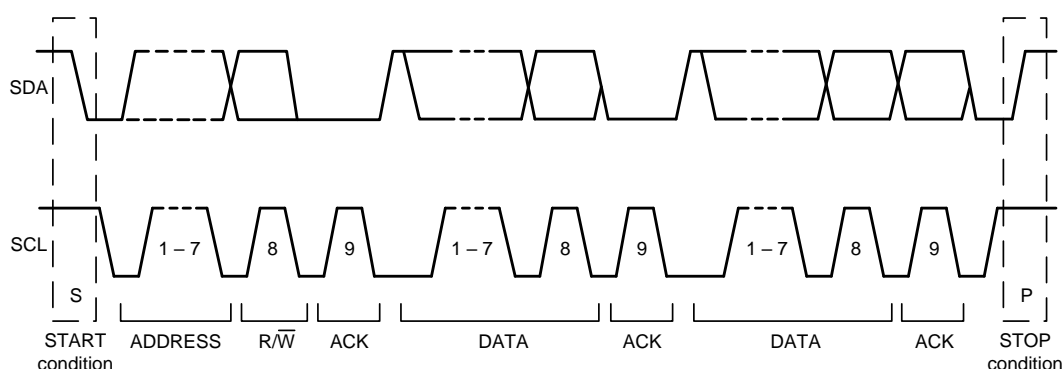 SDA
SCL
1 – 7
8
9
1 – 7
8
9
1 – 7
8
9
S
P
START
condition
ADDRESS
R/W̅
ACK
DATA
ACK
DATA
ACK
STOP
condition